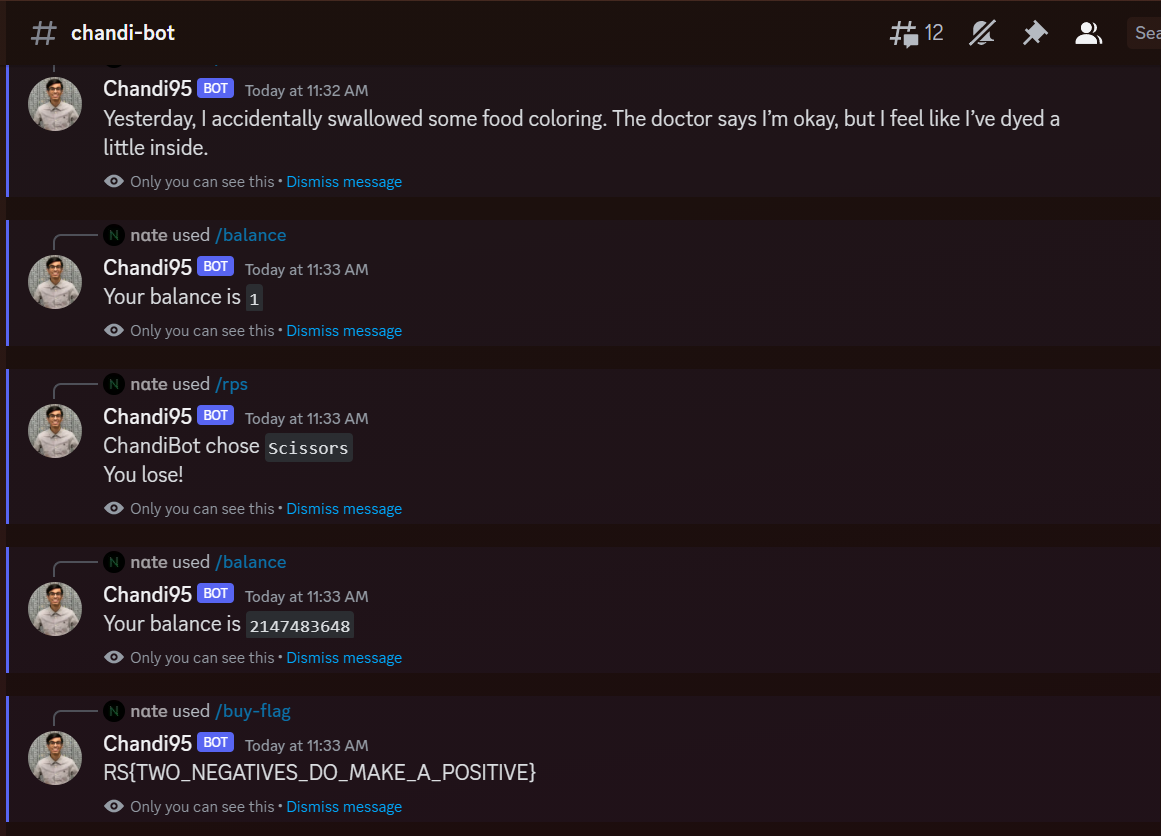 chandi-bot
12
Sea
Chandi95 BOT Today at 11:32 AM
Yesterday, I accidentally swallowed some food coloring. The doctor says I’m okay, but I feel like I’ve dyed a
little inside.
Only you can see this • Dismiss message
N nate used /balance
Chandi95 BOT Today at 11:33 AM
Your balance is 1
Only you can see this • Dismiss message
N nate used /rps
Chandi95 BOT Today at 11:33 AM
ChandiBot chose Scissors
You lose!
Only you can see this • Dismiss message
N nate used /balance
Chandi95 BOT Today at 11:33 AM
Your balance is 2147483648
Only you can see this • Dismiss message
N nate used /buy-flag
Chandi95 BOT Today at 11:33 AM
RS{TWO_NEGATIVES_DO_MAKE_A_POSITIVE}
Only you can see this • Dismiss message